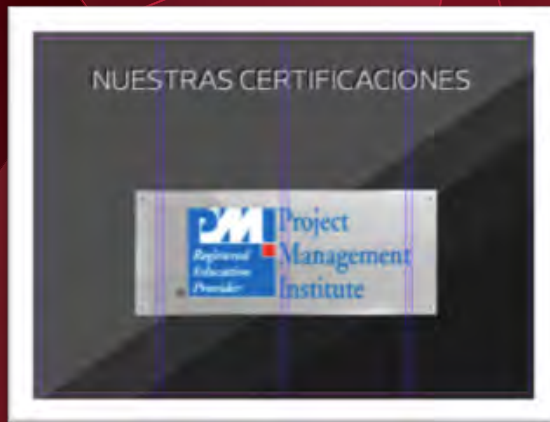 NUESTRAS CERTIFICACIONES
PMI
Registered
Education
Provider
Project
Management
Institute